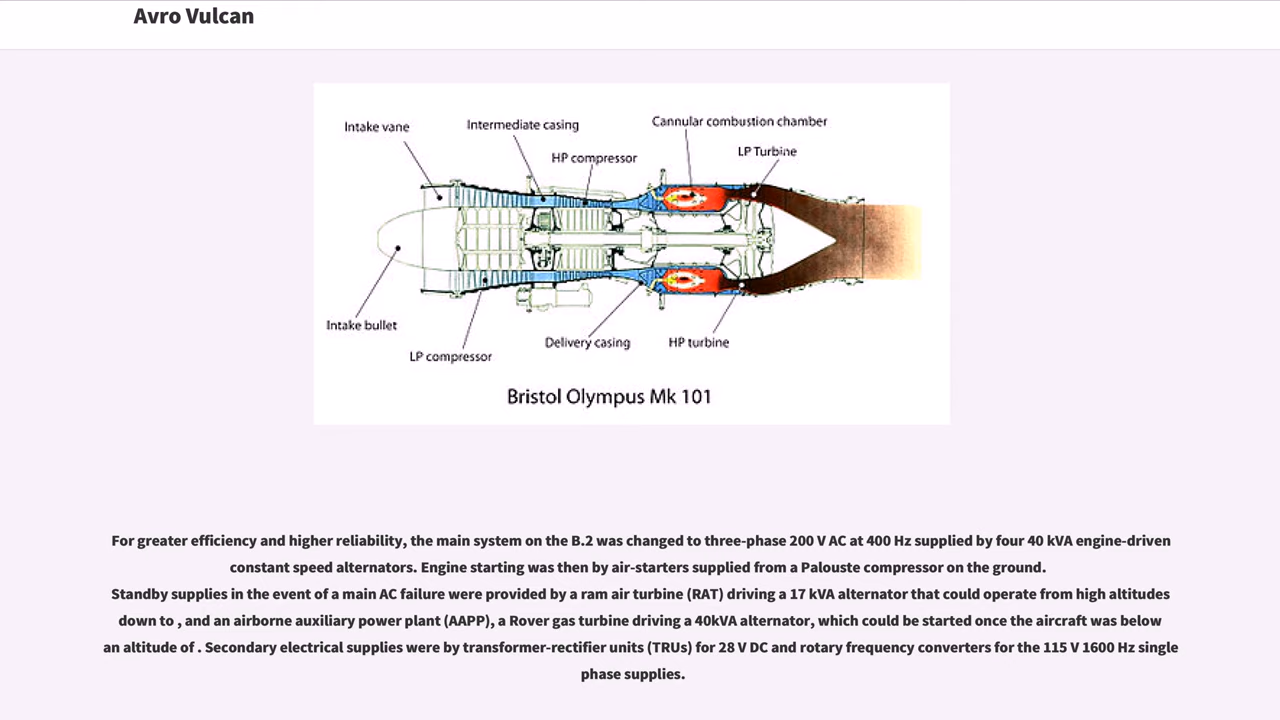 Avro Vulcan
Cannular combustion chamber
Intake vane
Intermediate casing
HP compressor
LP Turbine
Intake bullet
LP compressor
Delivery casing
HP turbine
Bristol Olympus Mk 101
For greater efficiency and higher reliability, the main system on the B.2 was changed to three-phase 200 V AC at 400 Hz supplied by four 40 kVA engine-driven
constant speed alternators. Engine starting was then by air-starters supplied from a Palouste compressor on the ground.
Standby supplies in the event of a main AC failure were provided by a ram air turbine (RAT) driving a 17 kVA alternator that could operate from high altitudes
down to , and an airborne auxiliary power plant (AAPP), a Rover gas turbine driving a 40kVA alternator, which could be started once the aircraft was below
an altitude of . Secondary electrical supplies were by transformer-rectifier units (TRUs) for 28 V DC and rotary frequency converters for the 115 V 1600 Hz single
phase supplies.